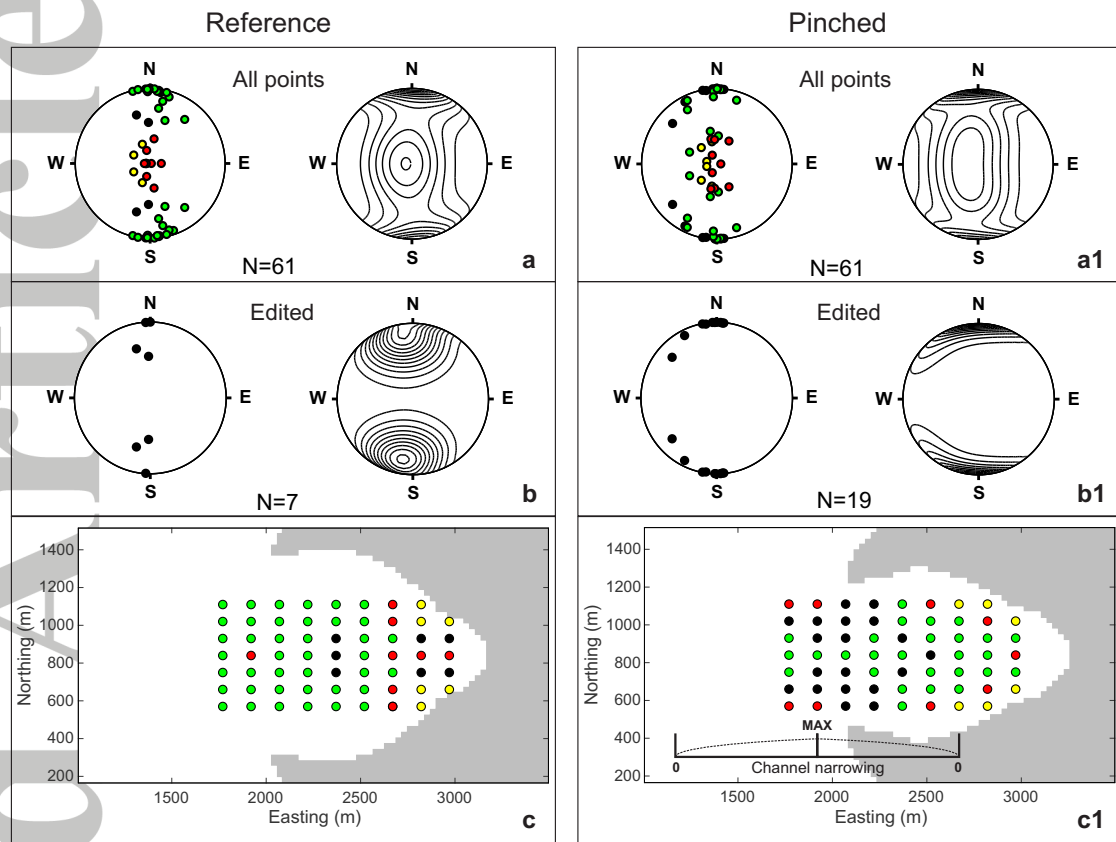 Reference
Pinched
N
All points
N
W
E
W
E
S
S
N=61
a
N
All points
N
W
E
W
E
S
S
N=61
a1
N
Edited
N
W
E
W
E
S
S
N=7
b
N
Edited
N
W
E
W
E
S
S
N=19
b1
1400
1200
1000
800
600
400
200
Northing (m)
1500
2000
2500
3000
Easting (m)
c
1400
1200
1000
800
600
400
200
Northing (m)
MAX
0
Channel narrowing
0
1500
2000
2500
3000
Easting (m)
c1
d Article